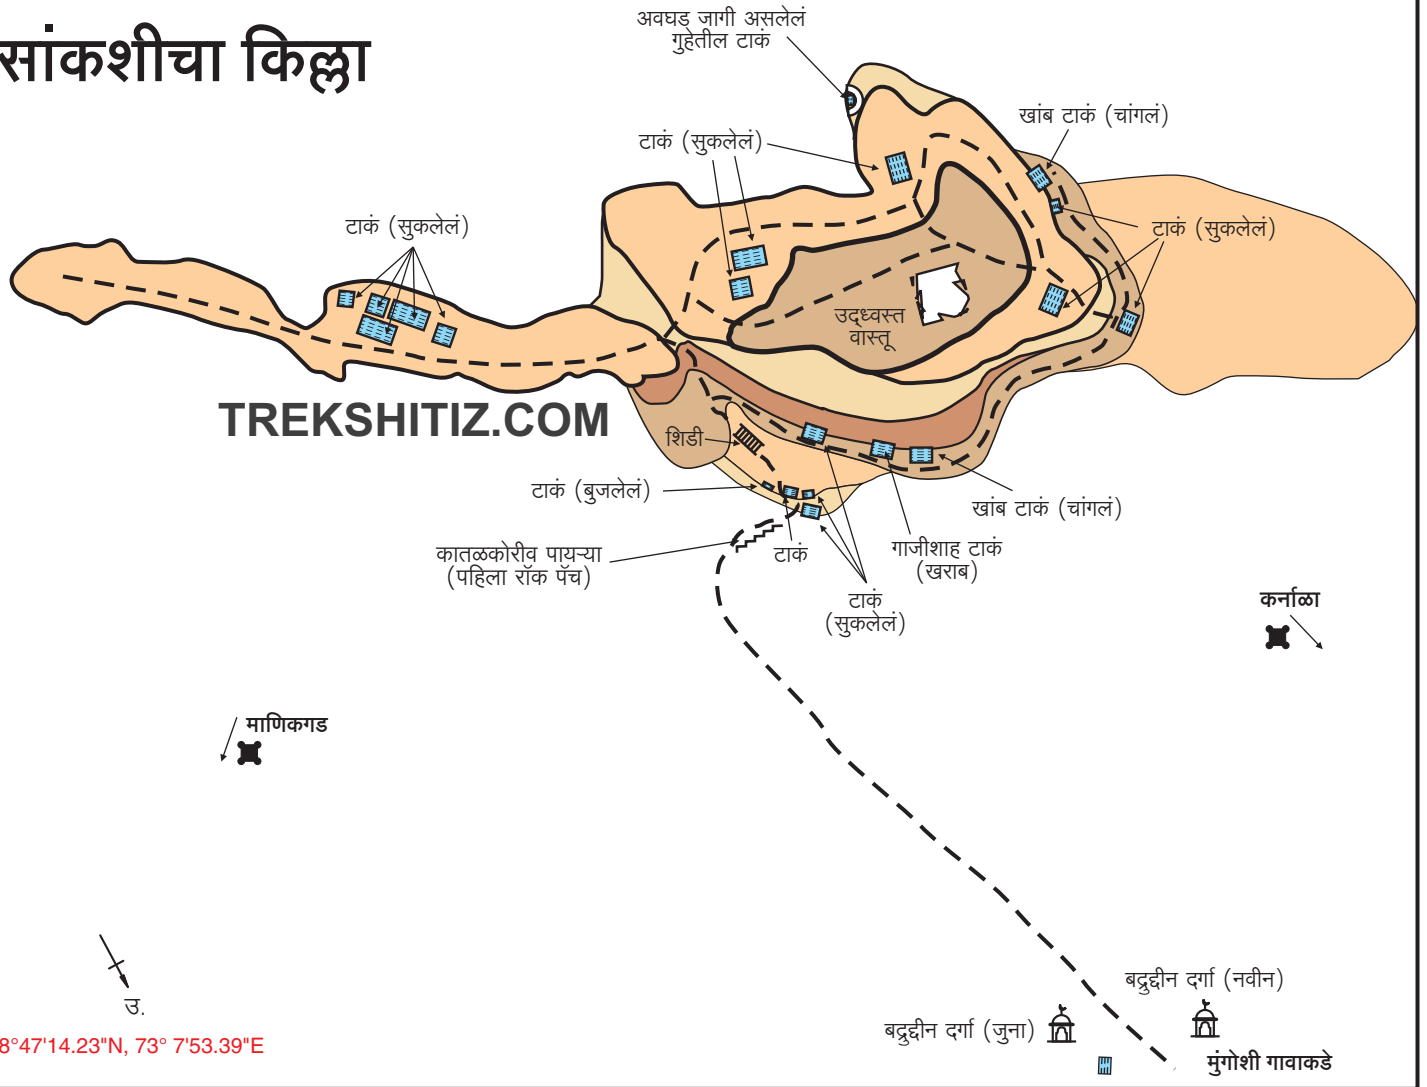 सांकशीचा किल्ला
अवघड जागी असलेलं
गुहेतील टाकं
खांब टाकं (चांगलं)
टाकं (सुकलेलं)
टाकं (सुकलेलं)
टाकं (सुकलेलं)
उद्ध्वस्त
वास्तू
TREKSHITIZ.COM
शिडी
टाकं (बुजलेलं)
खांब टाकं (चांगलं)
कातळकोरीव पायऱ्या
(पहिला रॉक पॅच)
टाकं
गाजीशाह टाकं
(खराब)
टाकं
(सुकलेलं)
कर्नाळा
माणिकगड
उ.
बद्रुद्दीन दर्गा (नवीन)
बद्रुद्दीन दर्गा (जुना)
8°47'14.23"N, 73° 7'53.39"E
मुंगोशी गावाकडे